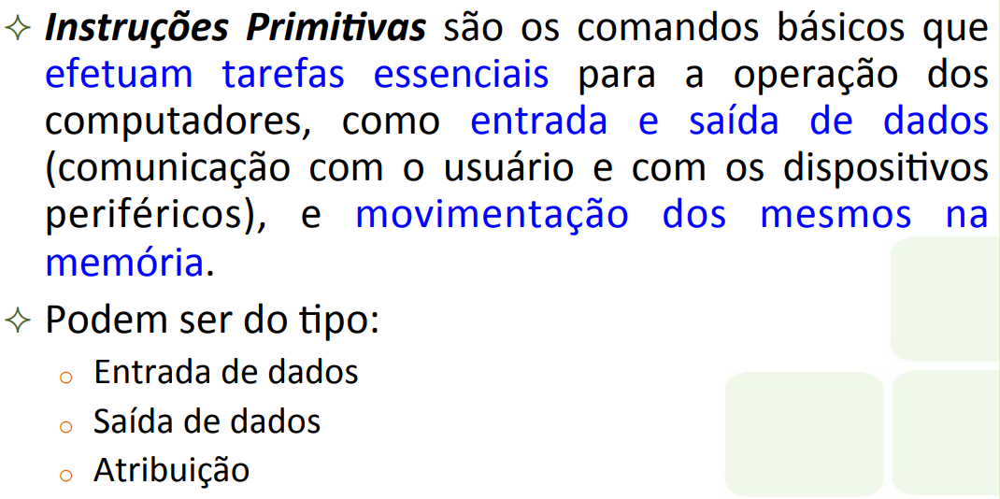 Instruções Primitivas são os comandos básicos que
efetuam tarefas essenciais para a operação dos
computadores, como entrada e saída de dados
(comunicação com o usuário e com os dispositivos
periféricos), e movimentação dos mesmos na
memória.
Podem ser do tipo:
Entrada de dados
Saída de dados
Atribuição